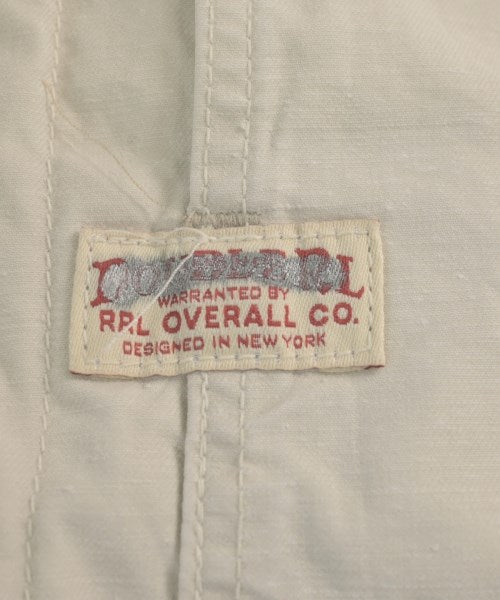 WARRANTED BY
RRL OVERALL CO.
DESIGNED IN NEW YORK